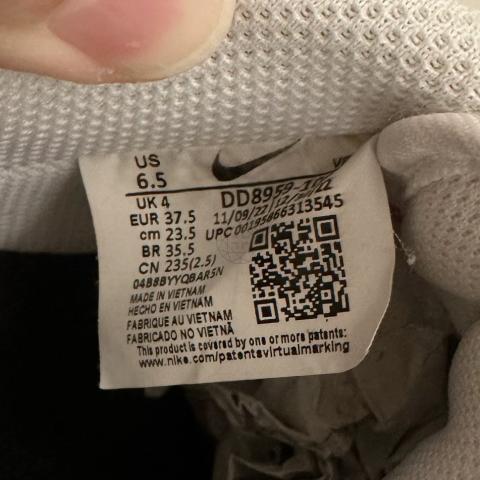 US
6.5
UK 4
EUR 37.5
cm 23.5
BR 35.5
CN 235(2.5)
04B8BYYQBAR5N
MADE IN VIETNAM
HECHO EN VIETNAM
FABRIQUE AU VIETNAM
FABRICADO NO VIETNÃ
This product is covered by one or more patents:
www.nike.com/patentsvirtualmarking
11/09/22
UPC 00195866313545